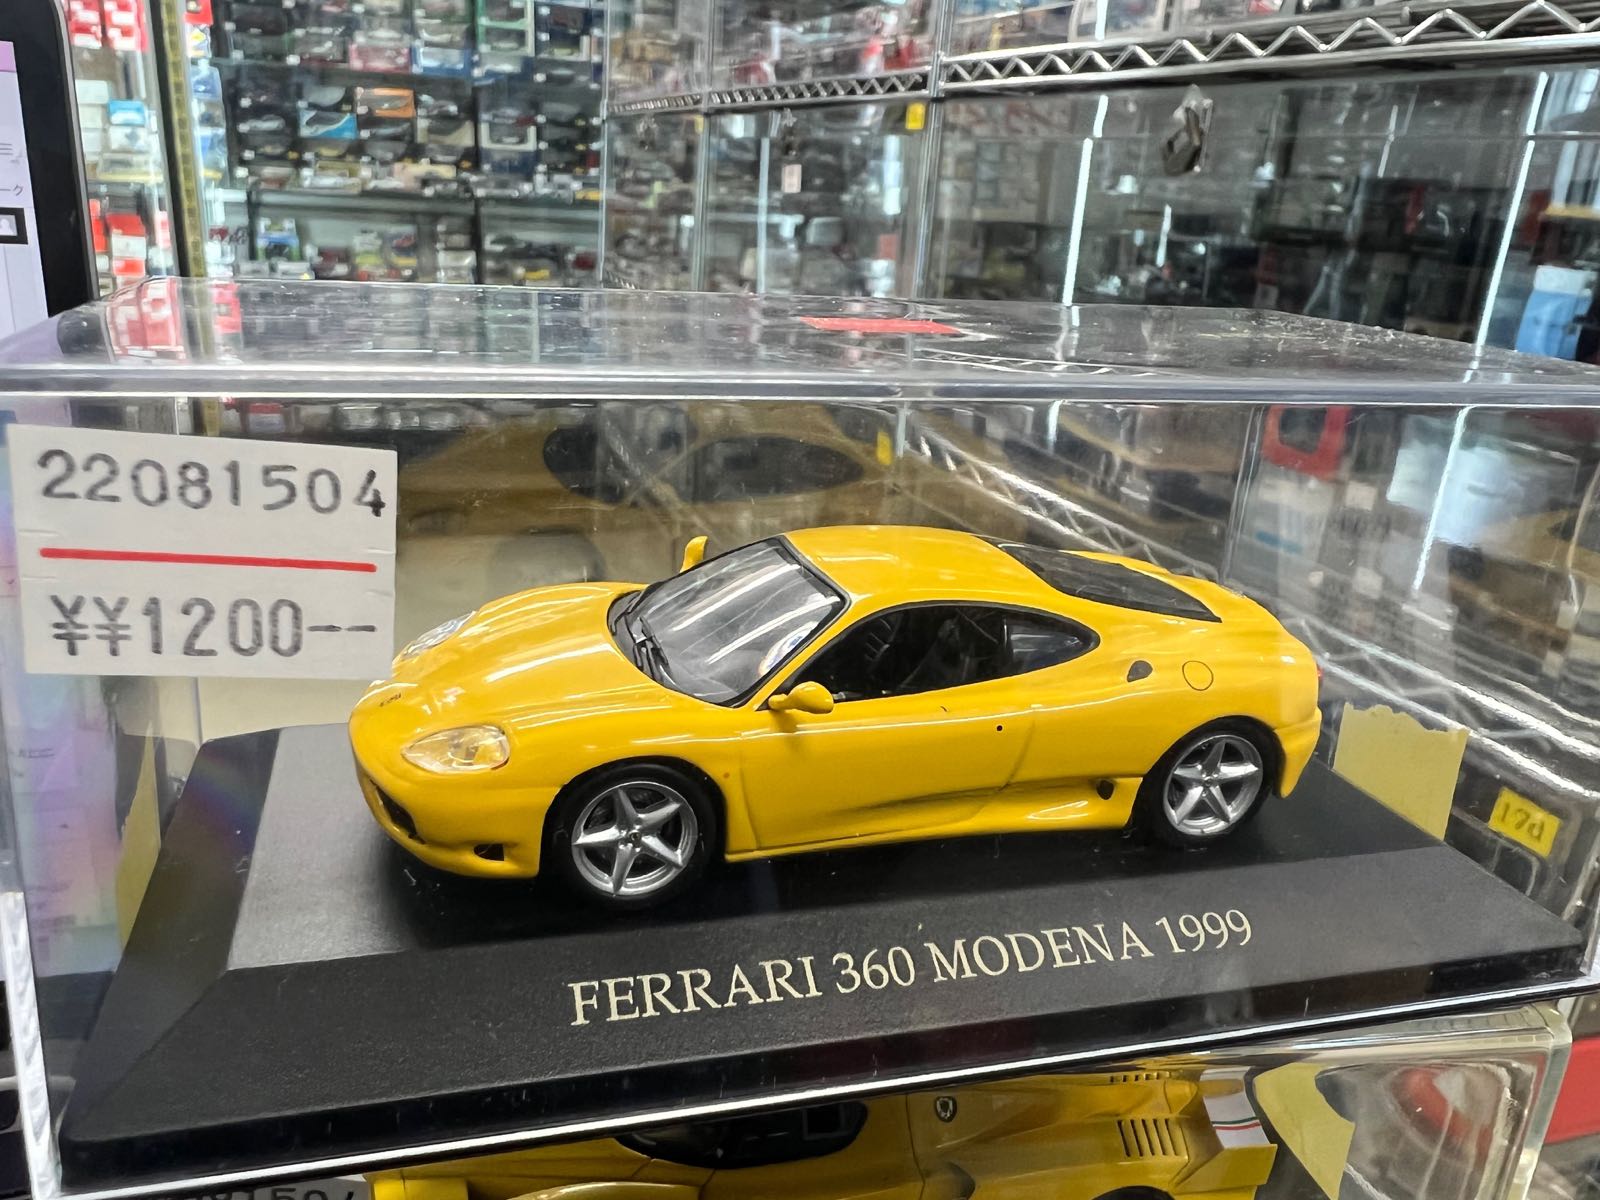 22081504
¥¥1200--
FERRARI 360 MODENA 1999